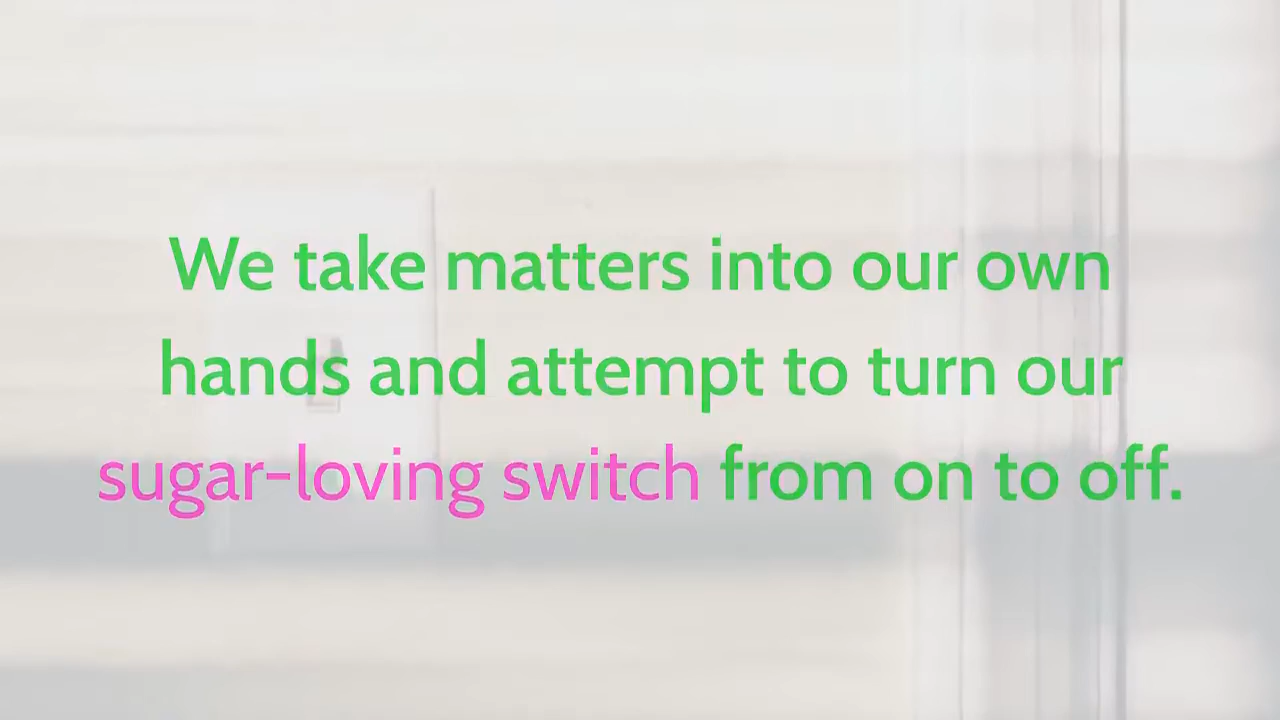 We take matters into our own
hands and attempt to turn our
sugar-loving switch from on to off.